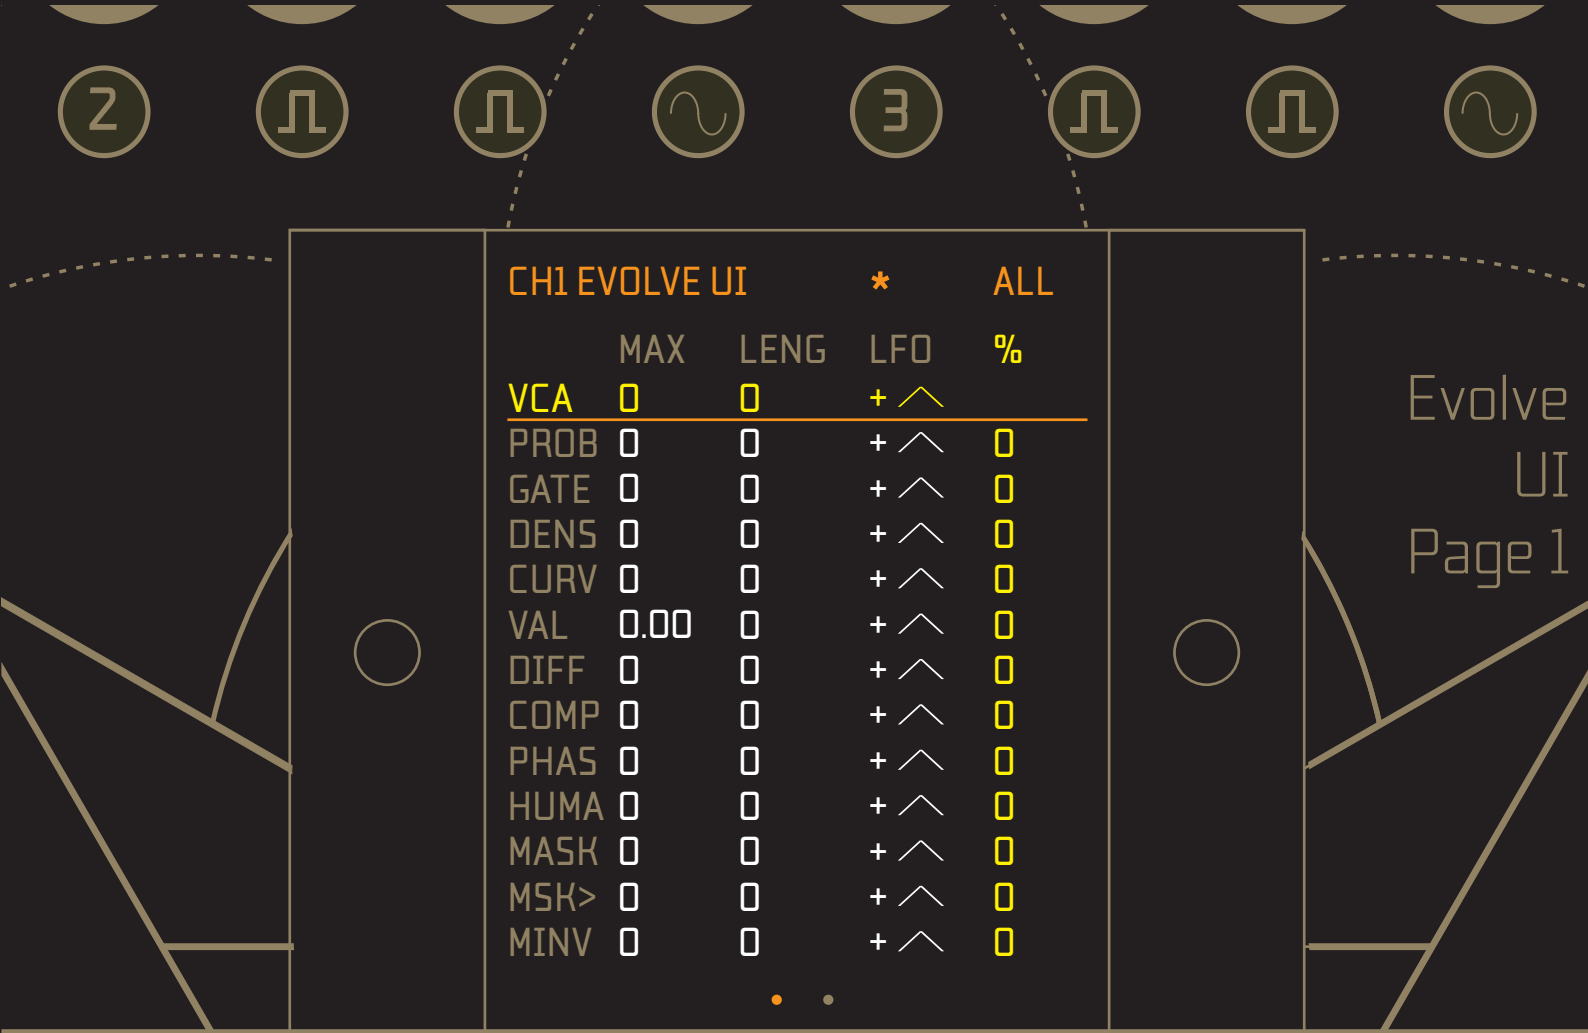 2 3
CH1 EVOLVE UI * ALL
MAX LENG LFO %
VCA 0 0 +
PROB 0 0 + 0
GATE 0 0 + 0
DENS 0 0 + 0
CURV 0 0 + 0
VAL 0.00 0 + 0
DIFF 0 0 + 0
COMP 0 0 + 0
PHAS 0 0 + 0
HUMA 0 0 + 0
MASK 0 0 + 0
MSK> 0 0 + 0
MINV 0 0 + 0
Evolve
UI
Page 1